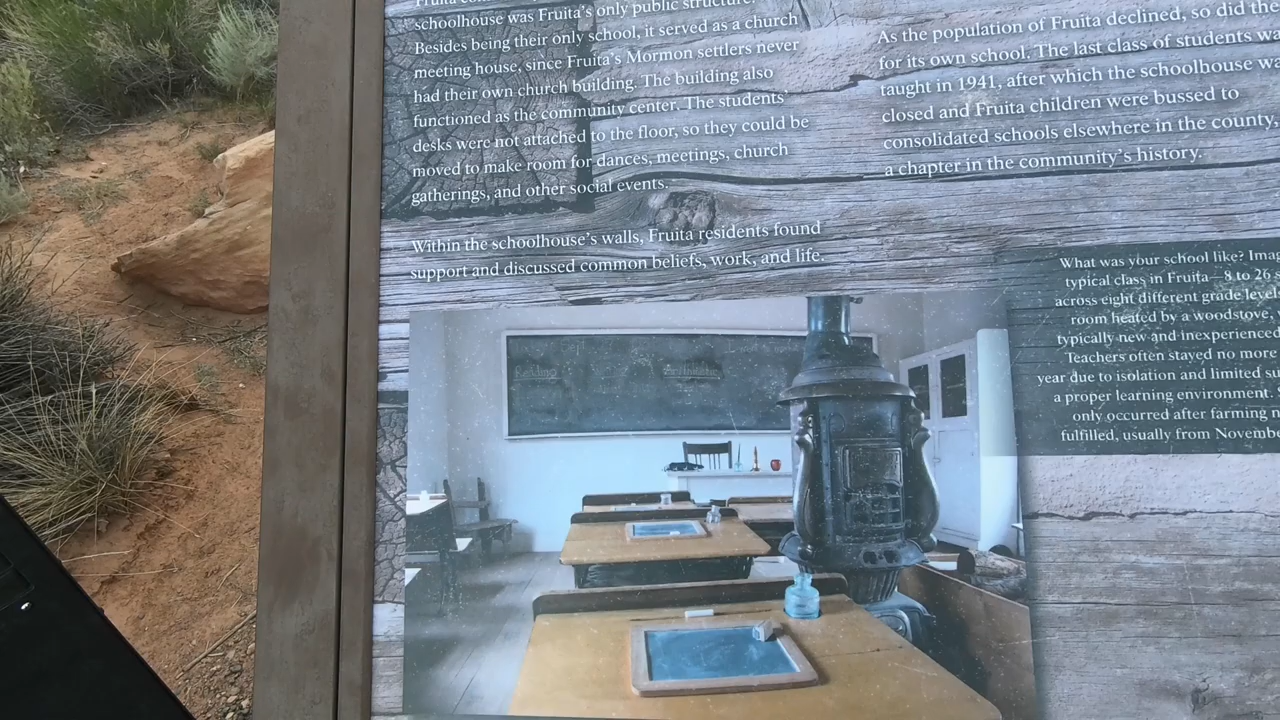 schoolhouse was Fruita's only public structure.
Besides being their only school, it served as a church
meeting house, since Fruita's Mormon settlers never
had their own church building. The building also
functioned as the community center. The students'
desks were not attached to the floor, so they could be
moved to make room for dances, meetings, church
gatherings, and other social events.
Within the schoolhouse's walls, Fruita residents found
support and discussed common beliefs, work, and life.
As the population of Fruita declined, so did the
for its own school. The last class of students
taught in 1941, after which the schoolhouse
closed and Fruita children were bussed to
consolidated schools elsewhere in the county,
a chapter in the community's history.
What was your school like?
typical class in Fruita—8 to 26
across eight different grade
room heated by a woodstove,
typically new and inexperienced
Teachers often stayed no more
year due to isolation and limited
a proper learning environment.
only occurred after farming
fulfilled, usually from
Reading
Arithmetic